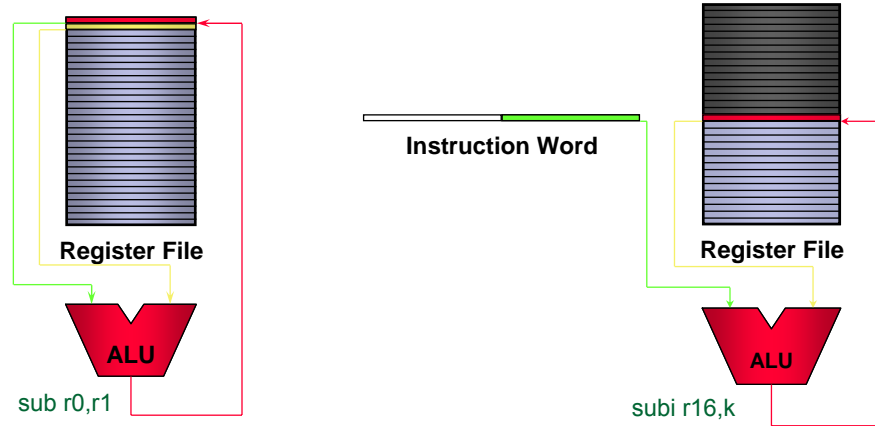 Register File
ALU
sub r0,r1
Instruction Word
Register File
ALU
subi r16,k